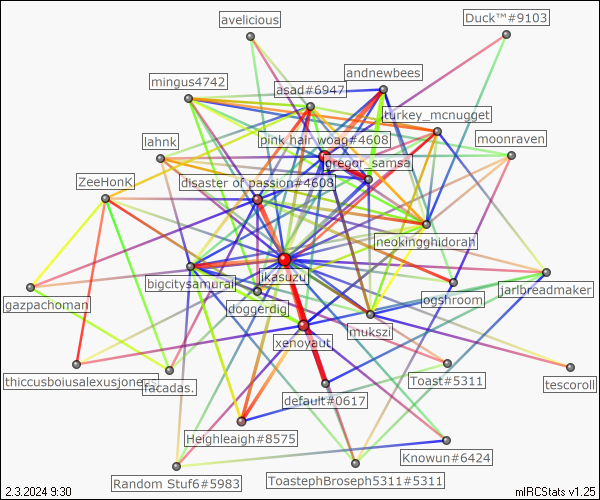 avelicious
Duck™#9103
andnewbees
mingus4742
asad#6947
turkey_mcnugget
pink hair woag#4608
lahnk
moonraven
gregor_samsa
ZeeHonK
disaster of passion#4608
neokingghidorah
jkasuzu
bigcitysamurai
jarlbreadmaker
ogshroom
gazpachoman
doggerdig
mukszi
xenoyaut
thiccusboiusalexusjones
facadas.
Toast#5311
tescoroll
default#0617
Heighleagh#8575
Knowun#6424
Random Stuf6#5983
ToastephBroseph5311#5311
2.3.2024 9:30
mIRCStats v1.25